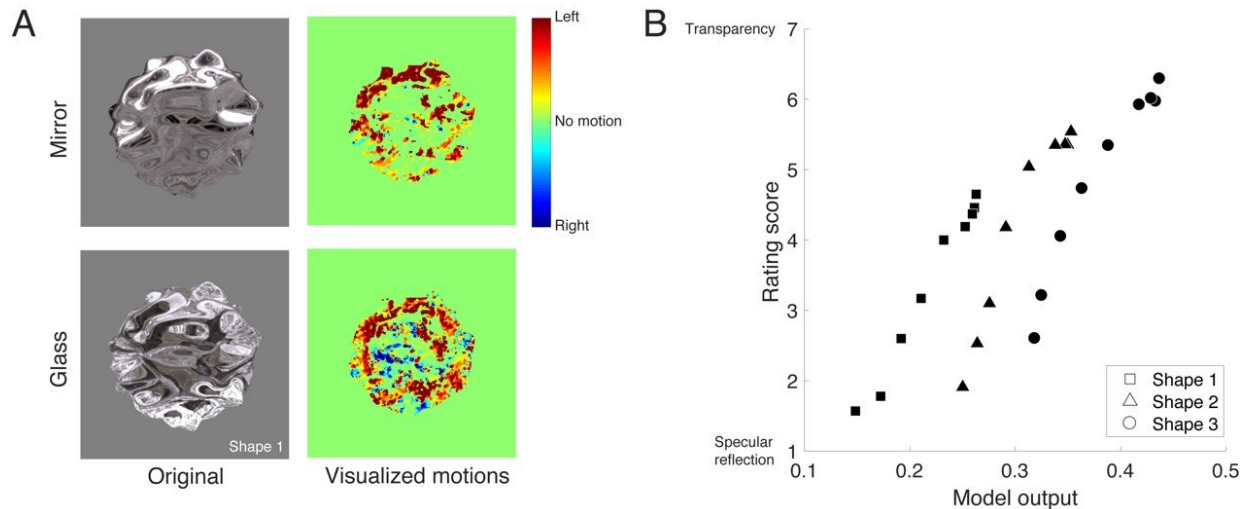 A
Mirror
Glass
Left
No motion
Right
Shape 1
Original
Visualized motions
B
Transparency
Rating score
7
6
5
4
3
2
1
Specular
reflection
0.1
0.2
0.3
0.4
0.5
Model output
Shape 1
Shape 2
Shape 3